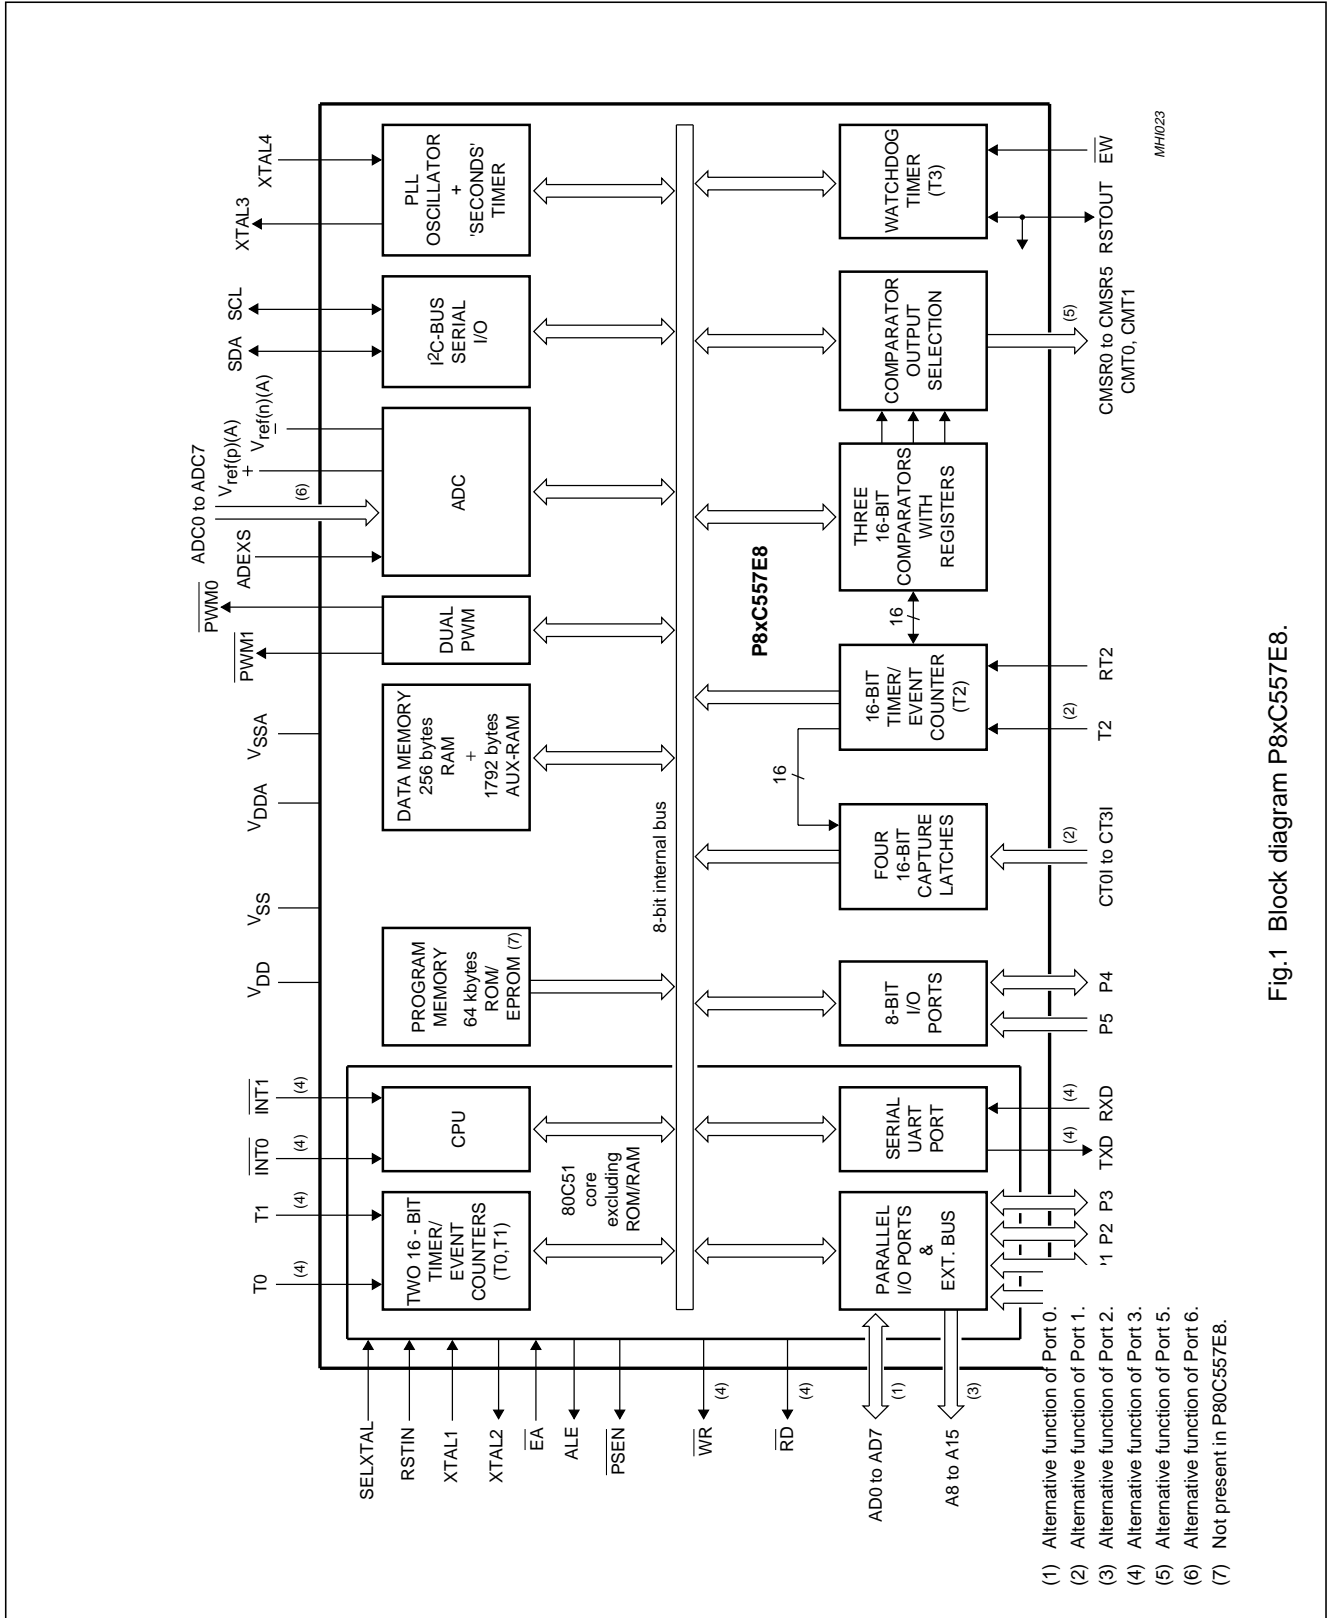 XTAL3
XTAL4
SDA
SCL
ADC0 to ADC7
Vref(p)(A)
+
Vref(n)(A)
−
(6)
ADEXS
PWM0
PWM1
VSSA
VDDA
VSS
VDD
INT1
(4)
INT0
(4)
T1
(4)
T0
(4)
PLL
OSCILLATOR
+
'SECONDS'
TIMER
I2C-BUS
SERIAL
I/O
ADC
DUAL
PWM
DATA MEMORY
256 bytes
RAM
+
1792 bytes
AUX-RAM
PROGRAM
MEMORY
64 kbytes
ROM/
EPROM (7)
CPU
TWO 16 - BIT
TIMER/
EVENT
COUNTERS
(T0,T1)
80C51
core
excluding
ROM/RAM
8-bit internal bus
P8xC557E8
SELXTAL
RSTIN
XTAL1
XTAL2
EA
ALE
PSEN
WR
(4)
RD
(4)
AD0 to AD7
(1)
A8 to A15
(3)
PARALLEL
I/O PORTS
&
EXT. BUS
SERIAL
UART
PORT
8-BIT
I/O
PORTS
FOUR
16-BIT
CAPTURE
LATCHES
16
16-BIT
TIMER/
EVENT
COUNTER
(T2)
16
THREE
16-BIT
COMPARATORS
WITH
REGISTERS
COMPARATOR
OUTPUT
SELECTION
WATCHDOG
TIMER
(T3)
P2
P3
TXD
(4)
RXD
(4)
P5
P4
CT0I to CT3I
(2)
T2
(2)
RT2
CMSR0 to CMSR5
CMT0, CMT1
(5)
RSTOUT
EW
MHI023
(1) Alternative function of Port 0.
(2) Alternative function of Port 1.
(3) Alternative function of Port 2.
(4) Alternative function of Port 3.
(5) Alternative function of Port 5.
(6) Alternative function of Port 6.
(7) Not present in P80C557E8.
Fig.1 Block diagram P8xC557E8.